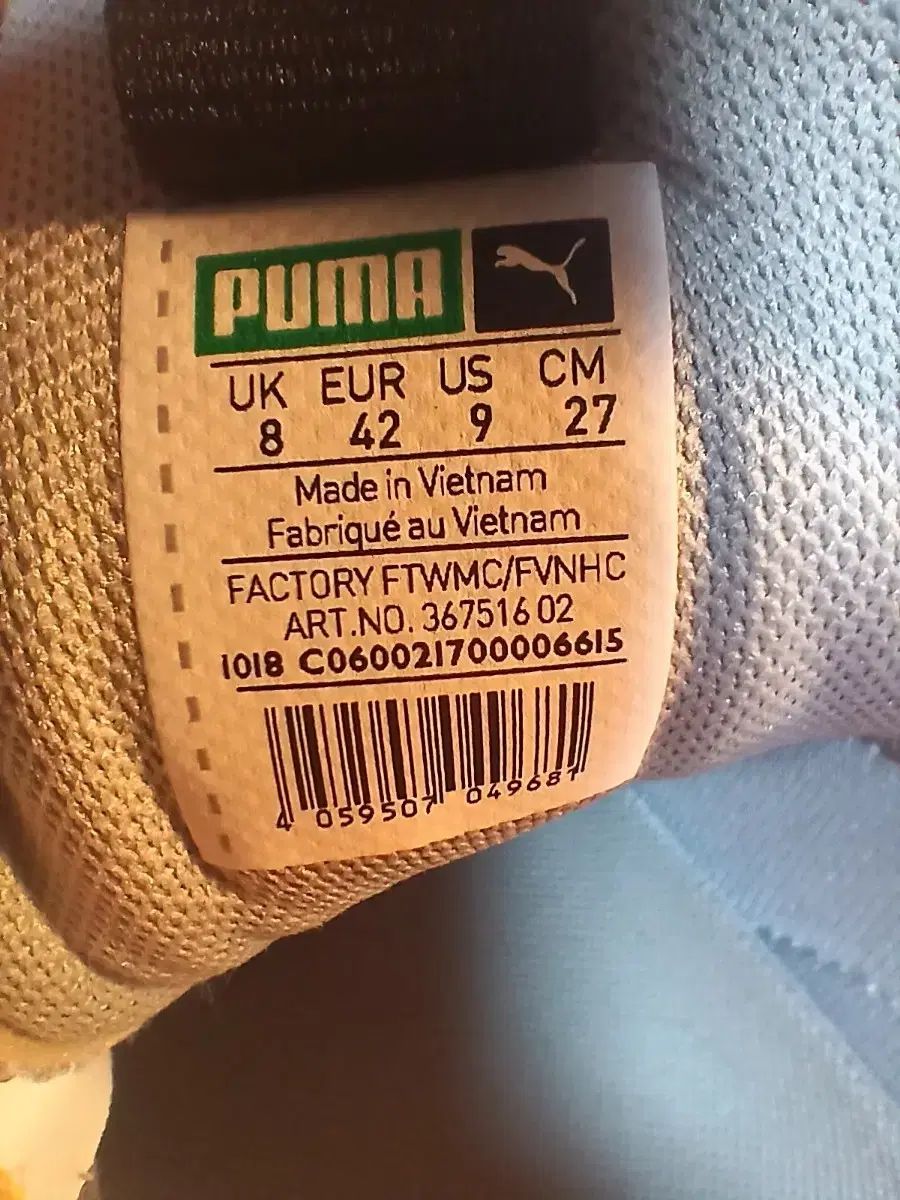 PUMA
UK EUR US CM
8 42 9 27
Made in Vietnam
Fabriqué au Vietnam
FACTORY FTWMC/FVNHC
ART.NO. 367516 02
1018 C060021700006615
4 059507 049681